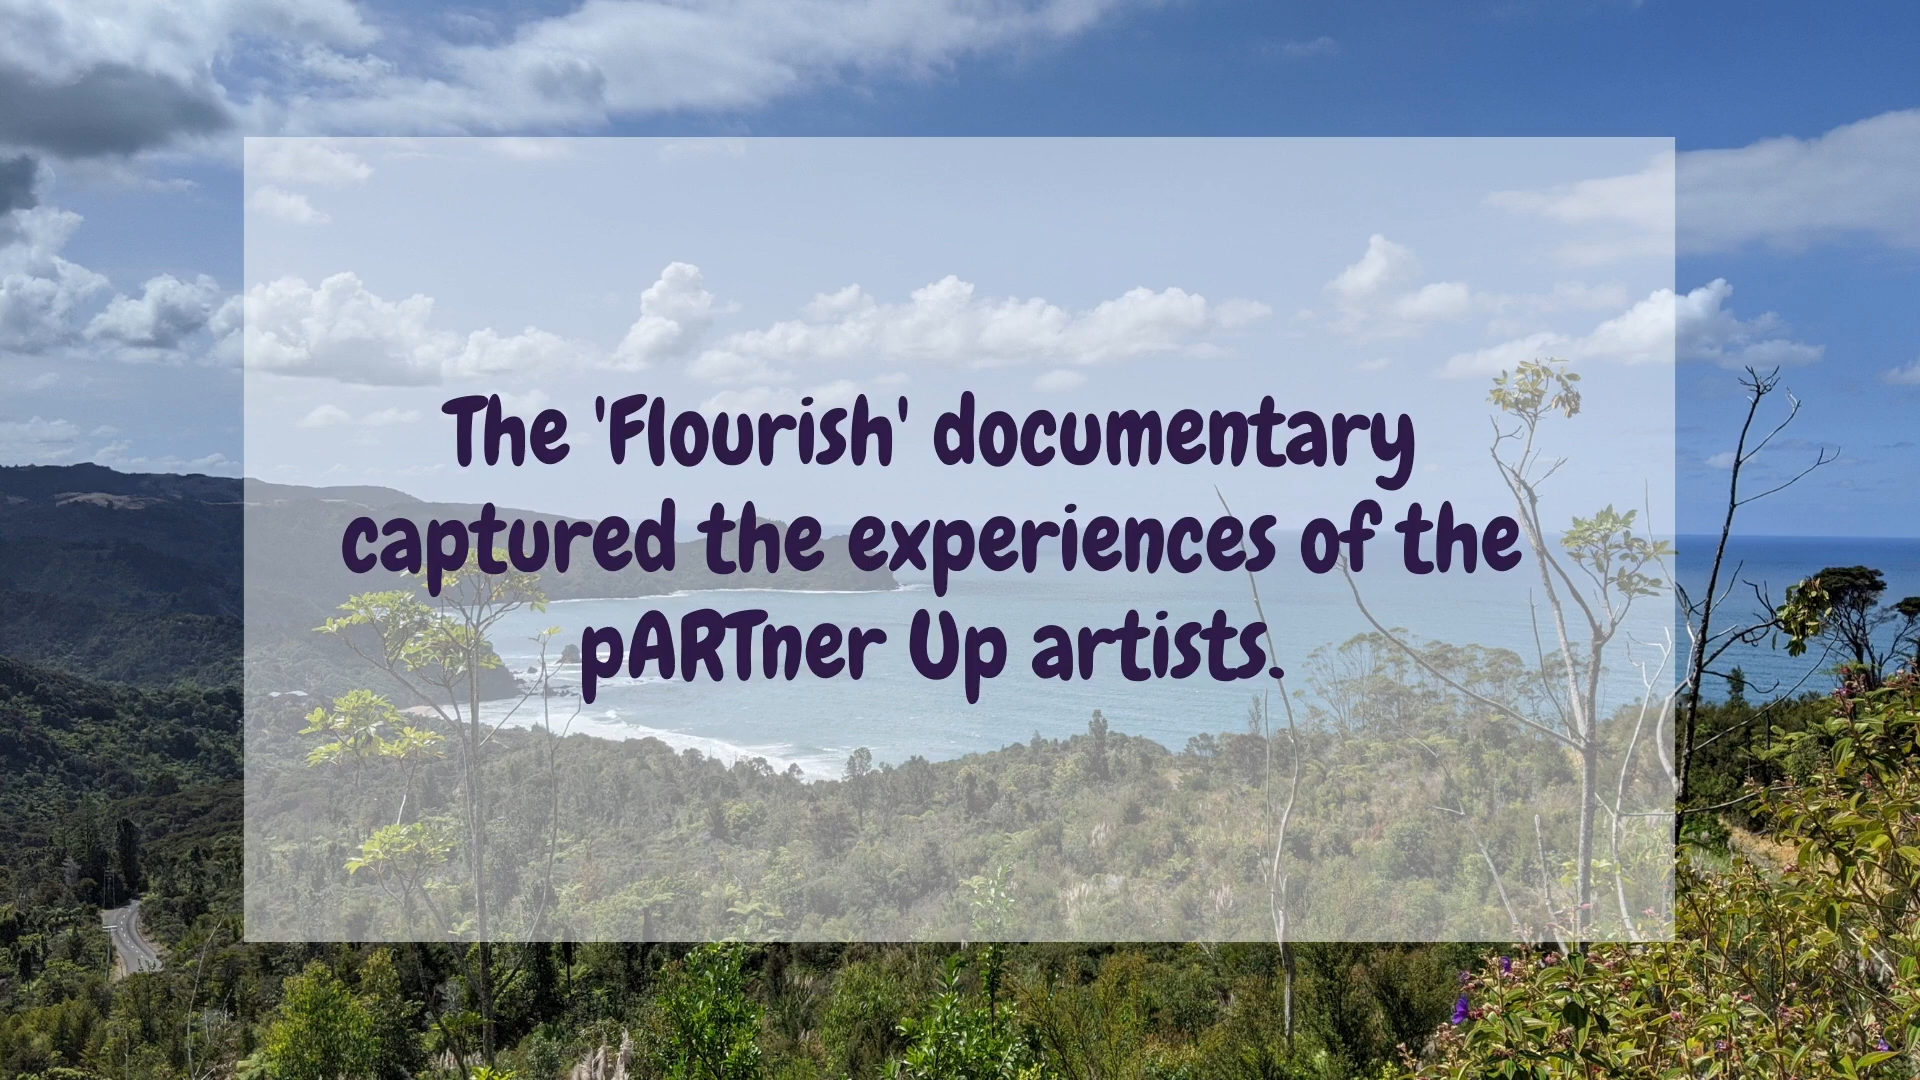 The 'Flourish' documentary
captured the experiences of the
pARTner Up artists.